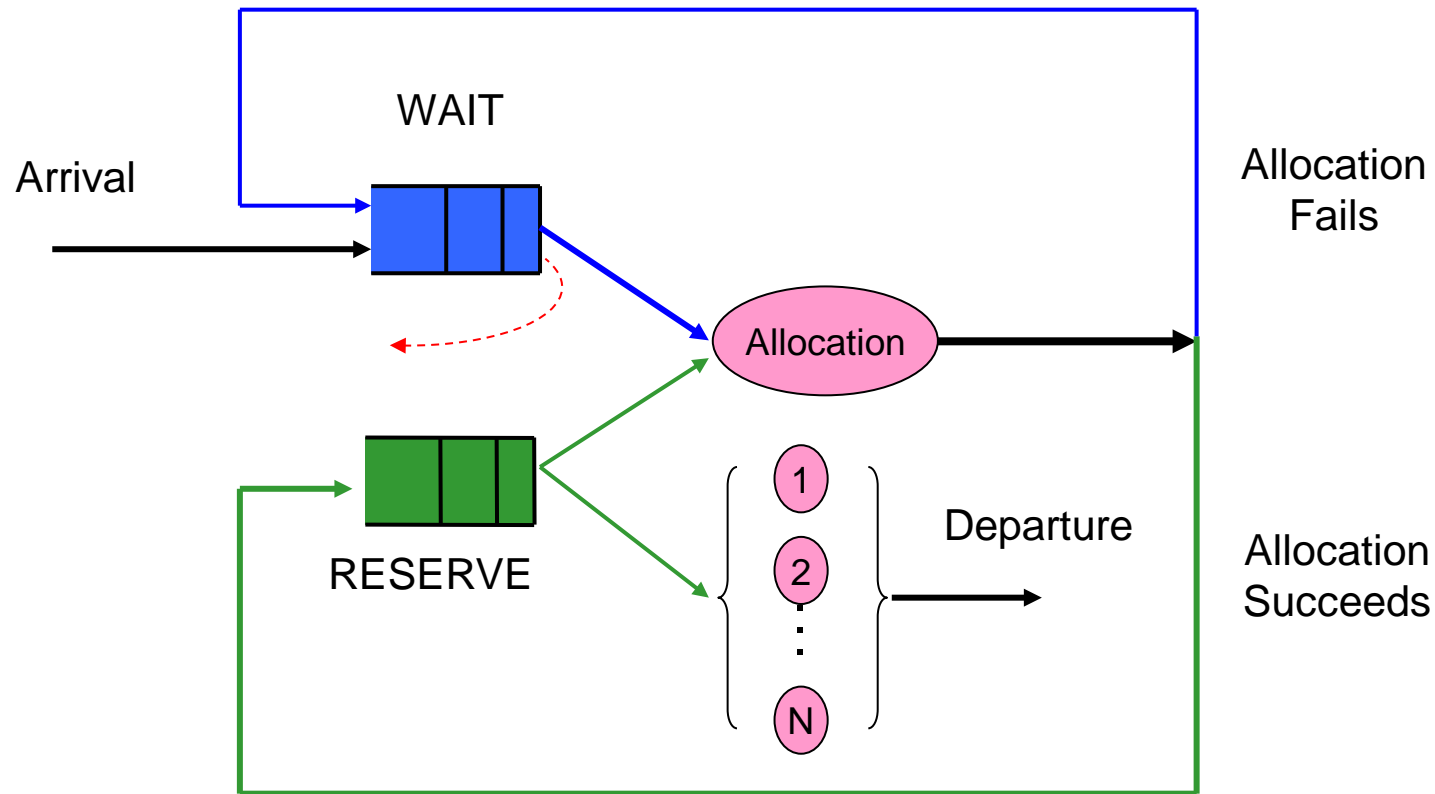 WAIT
Arrival
Allocation
Fails
Allocation
1
Departure
2
RESERVE
Allocation
Succeeds
N